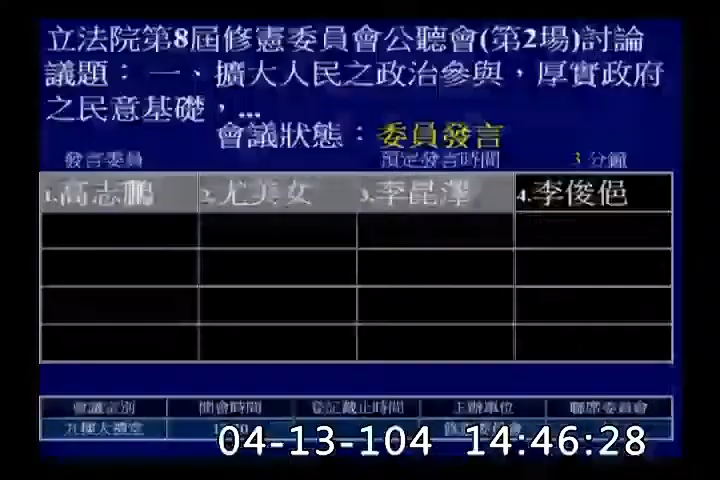 立法院第8屆修憲委員會公聽會(第2場)討論
議題：一、擴大人民之政治參與，厚實政府
之民意基礎，...
會議狀態：委員發言
發言委員 預定發言時間 3 分鐘
1.高志鵬 2.尤美女 3.李昆澤 4.李俊俋
會議室別 開會時間 登記截止時間 主辦單位 聯席委員會
九樓大禮堂
04-13-104 14:46:28